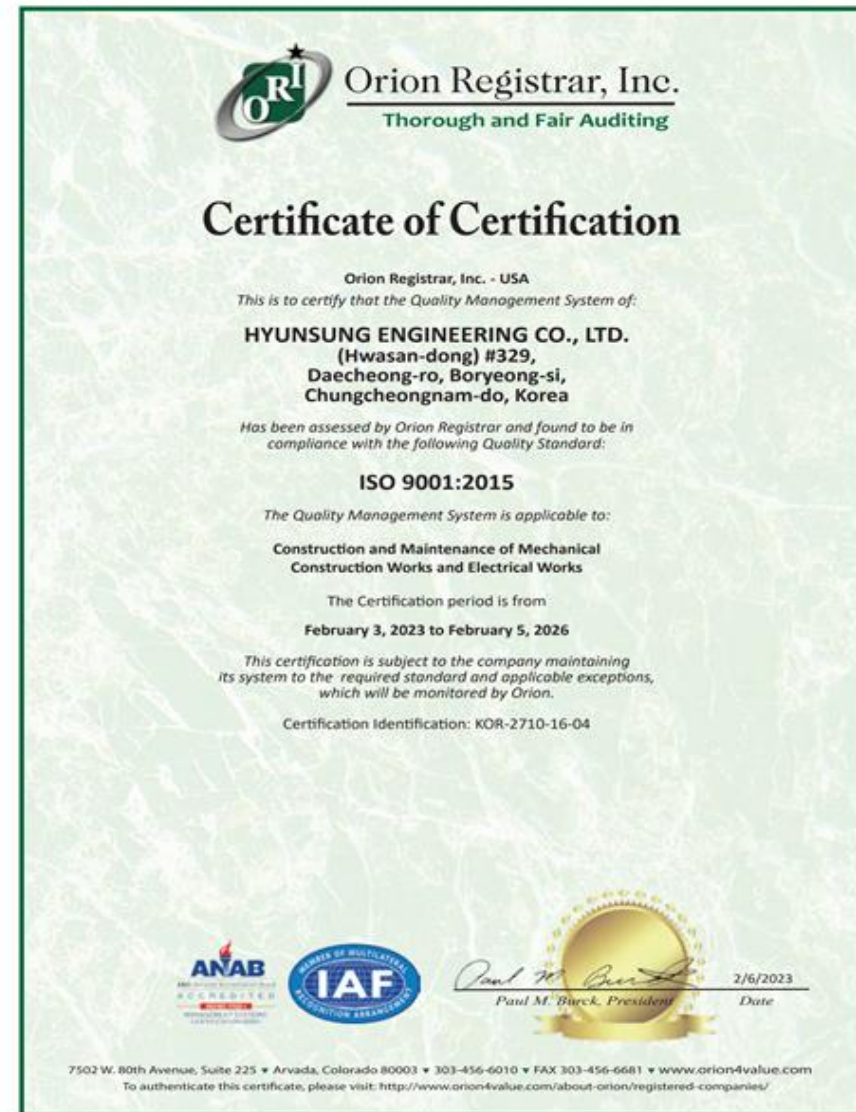 ORI
Orion Registrar, Inc.
Thorough and Fair Auditing
Certificate of Certification
Orion Registrar, Inc. - USA
This is to certify that the Quality Management System of:
HYUNSUNG ENGINEERING CO., LTD.
(Hwasan-dong) #329,
Daecheong-ro, Boryeong-si,
Chungcheongnam-do, Korea
Has been assessed by Orion Registrar and found to be in
compliance with the following Quality Standard:
ISO 9001:2015
The Quality Management System is applicable to:
Construction and Maintenance of Mechanical
Construction Works and Electrical Works
The Certification period is from
February 3, 2023 to February 5, 2026
This certification is subject to the company maintaining
its system to the required standard and applicable exceptions,
which will be monitored by Orion.
Certification Identification: KOR-2710-16-04
ANAB
ACCREDITED
MEMBER OF MULTILATERAL
IAF
RECOGNITION ARRANGEMENT
2/6/2023
Paul M. Burck, President
Date
7502 W. 80th Avenue, Suite 225 ▾ Arvada, Colorado 80003 ▾ 303-456-6010 ▾ FAX 303-456-6681 ▾ www.orion4value.com
To authenticate this certificate, please visit: http://www.orion4value.com/about-orion/registered-companies/